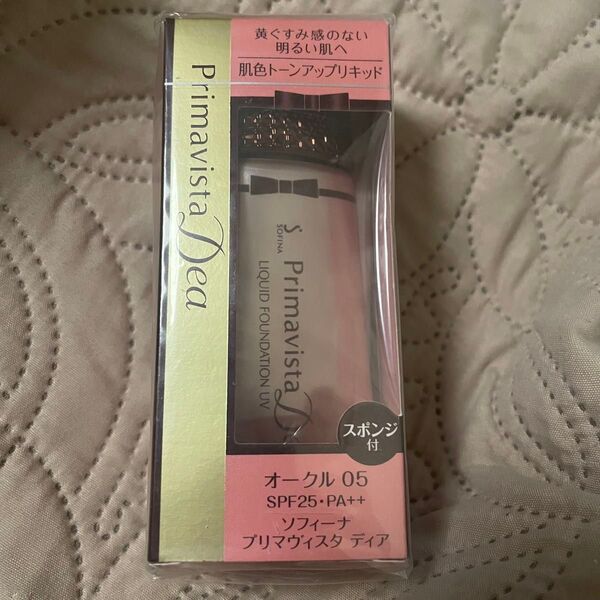 黄ぐすみ感のない
明るい肌へ
肌色トーンアップリキッド
Primavista Dea
S
SOFINA
Primavista D
LIQUID FOUNDATION UV
スポンジ
付
オークル 05
SPF25・PA++
ソフィーナ
プリマヴィスタ ディア